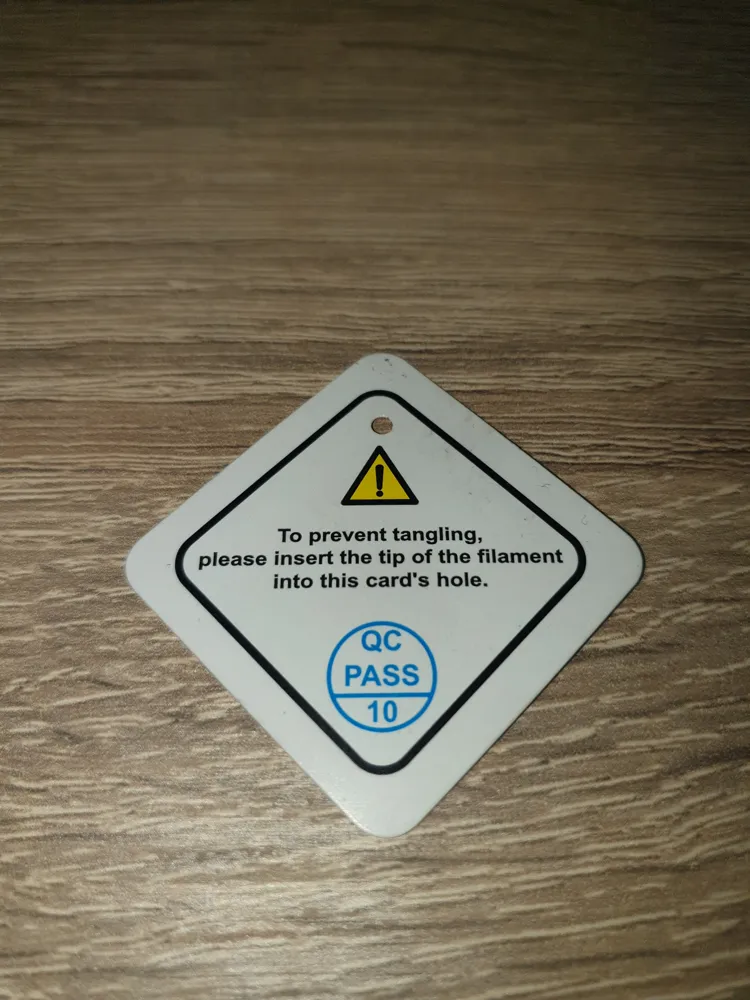 !
To prevent tangling,
please insert the tip of the filament
into this card's hole.
QC
PASS
10